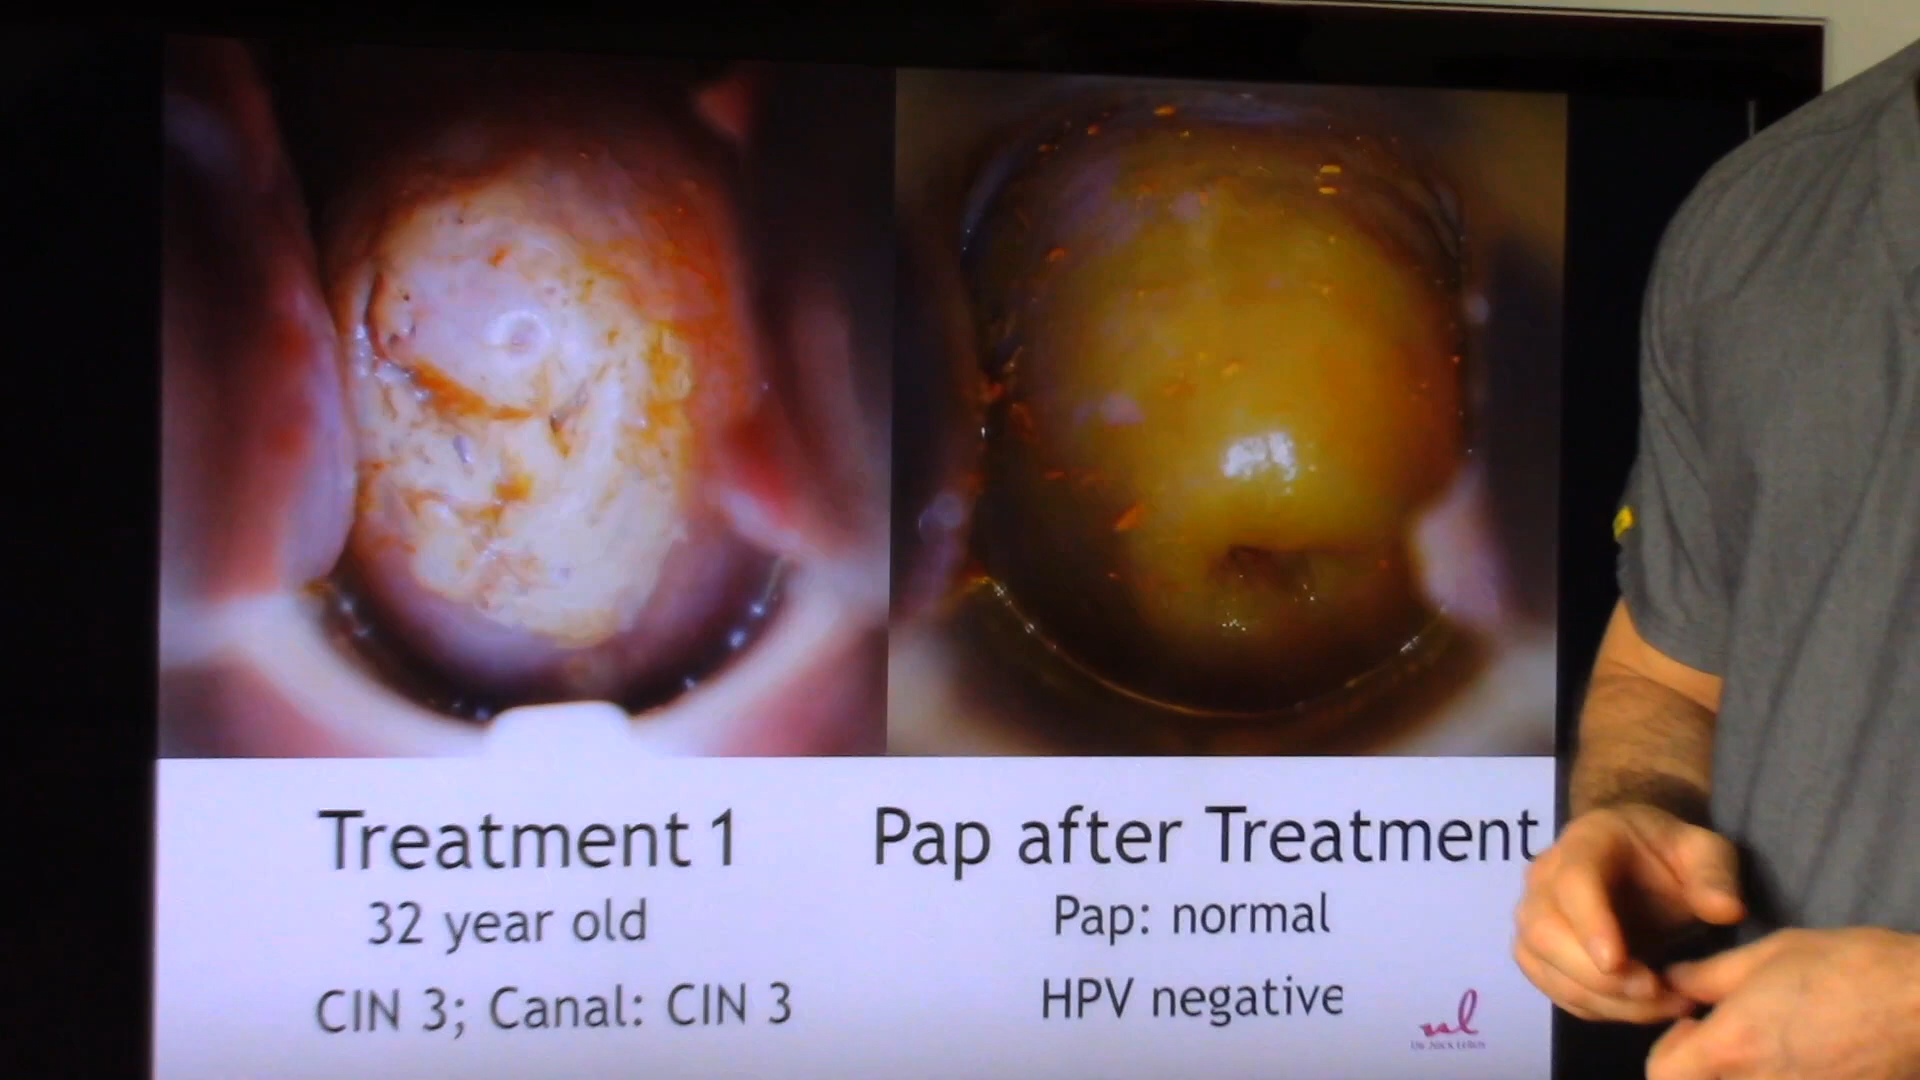 Treatment 1
32 year old
CIN 3; Canal: CIN 3
Pap after Treatment
Pap: normal
HPV negative